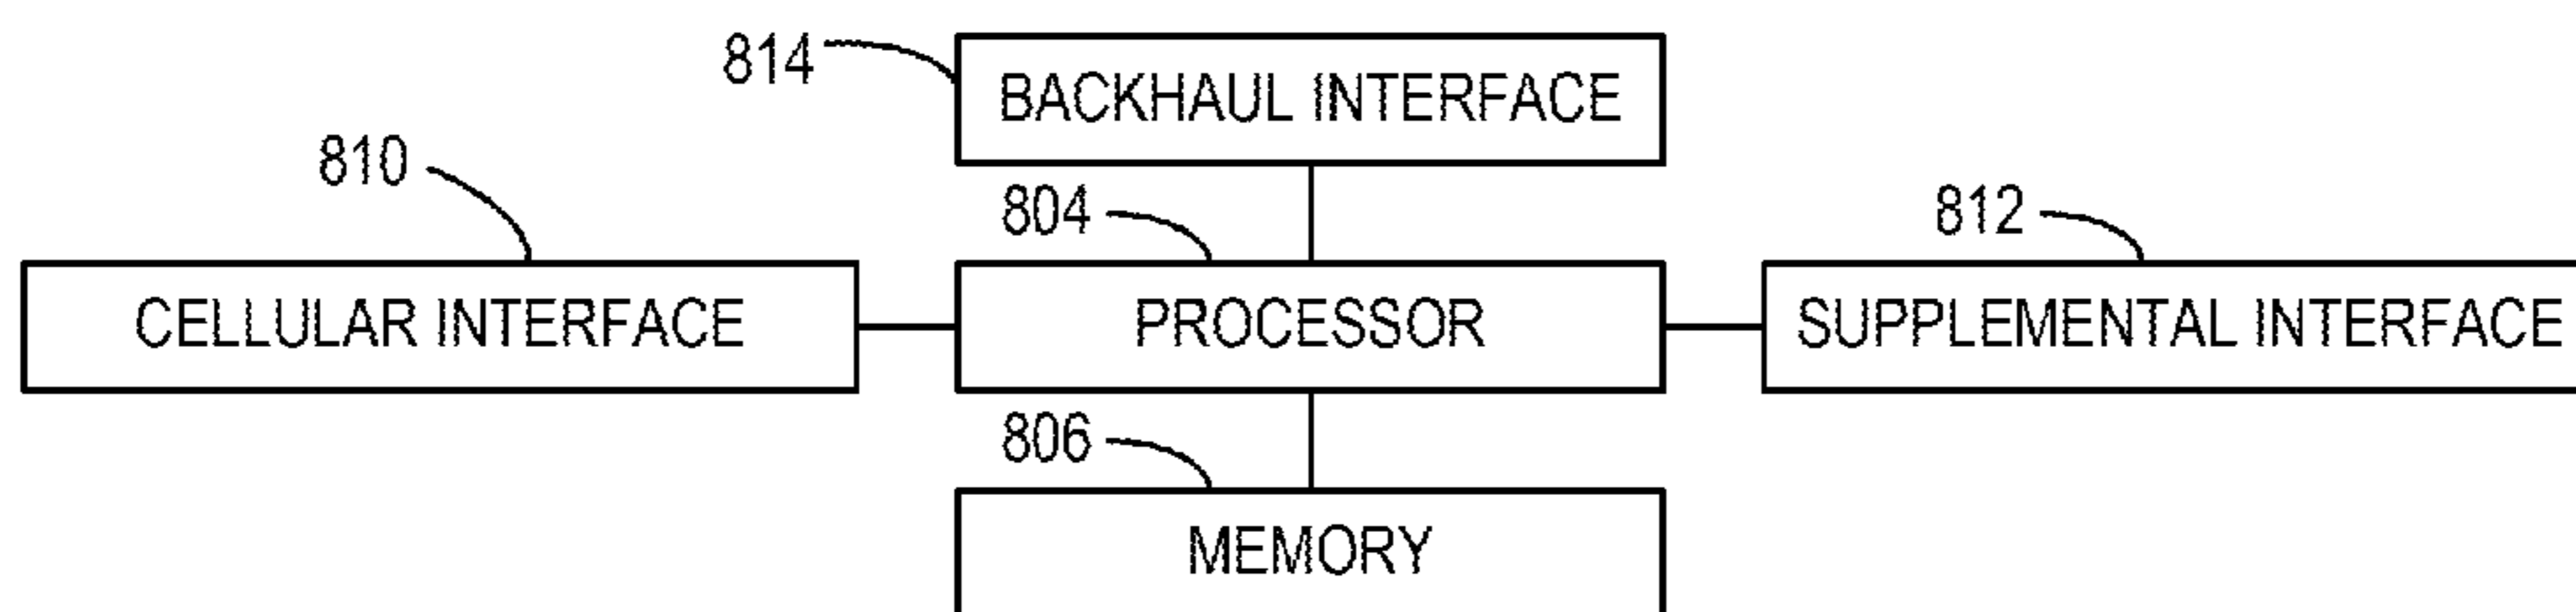 814
BACKHAUL INTERFACE
810
804
812
CELLULAR INTERFACE
PROCESSOR
SUPPLEMENTAL INTERFACE
806
MEMORY